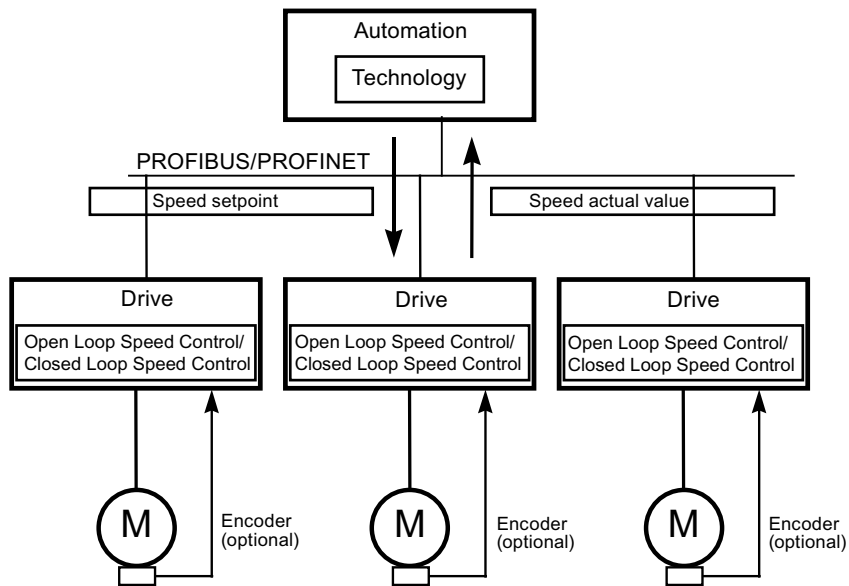 Automation
Technology
PROFIBUS/PROFINET
Speed setpoint
Speed actual value
Drive
Open Loop Speed Control/
Closed Loop Speed Control
Drive
Open Loop Speed Control/
Closed Loop Speed Control
Drive
Open Loop Speed Control/
Closed Loop Speed Control
M
Encoder
(optional)
M
Encoder
(optional)
M
Encoder
(optional)